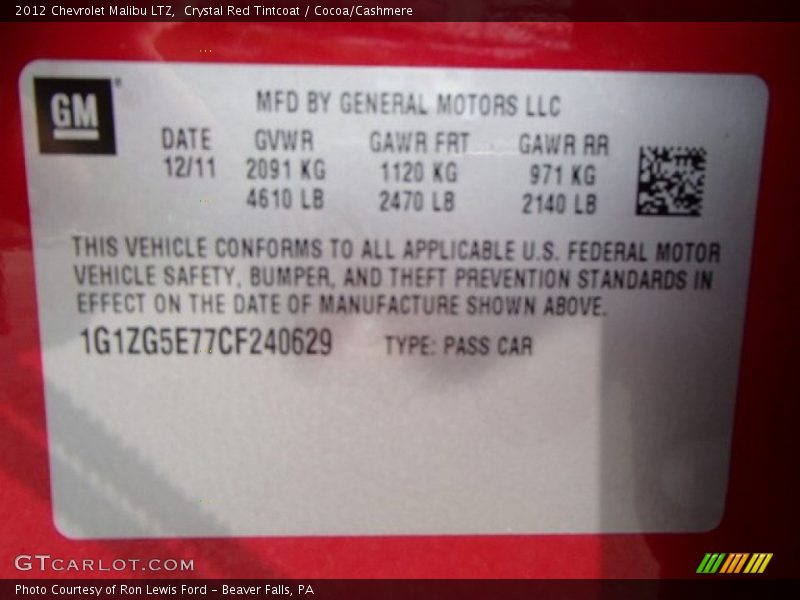 2012 Chevrolet Malibu LTZ,  Crystal Red Tintcoat / Cocoa/Cashmere
GM®
MFD BY GENERAL MOTORS LLC
DATE GVWR GAWR FRT GAWR RR
12/11 2091 KG 1120 KG 971 KG
4610 LB 2470 LB 2140 LB
THIS VEHICLE CONFORMS TO ALL APPLICABLE U.S. FEDERAL MOTOR
VEHICLE SAFETY, BUMPER, AND THEFT PREVENTION STANDARDS IN
EFFECT ON THE DATE OF MANUFACTURE SHOWN ABOVE.
1G1ZG5E77CF240629 TYPE: PASS CAR
GTCARLOT.COM
Photo Courtesy of Ron Lewis Ford - Beaver Falls, PA